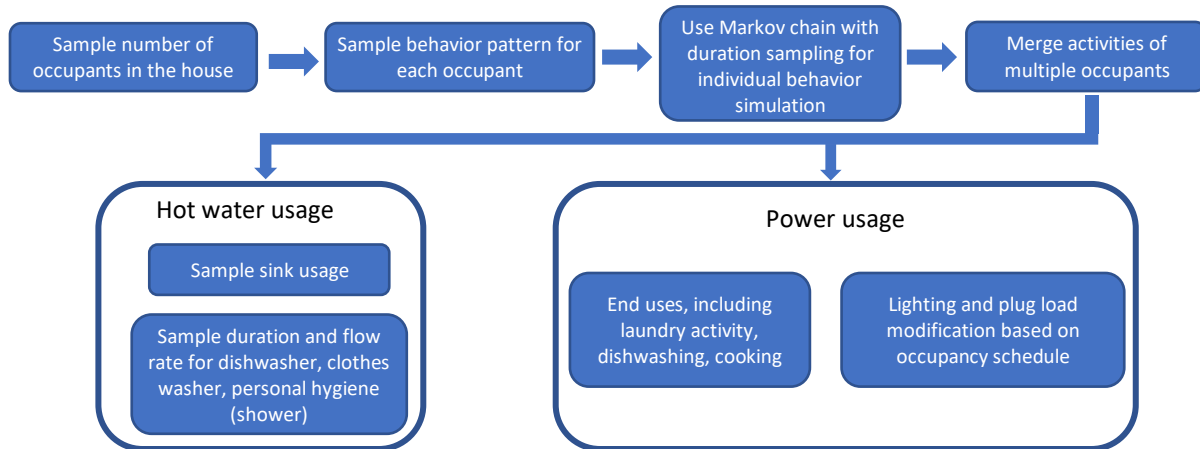 Sample number of
occupants in the house
Sample behavior pattern for
each occupant
Use Markov chain with
duration sampling for
individual behavior
simulation
Merge activities of
multiple occupants
Hot water usage
Sample sink usage
Sample duration and flow
rate for dishwasher, clothes
washer, personal hygiene
(shower)
Power usage
End uses, including
laundry activity,
dishwashing, cooking
Lighting and plug load
modification based on
occupancy schedule